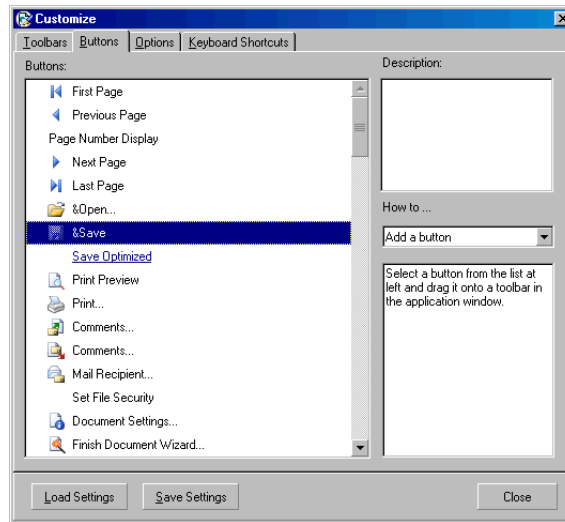 Customize
Toolbars Buttons Options Keyboard Shortcuts
Buttons:
First Page
Previous Page
Page Number Display
Next Page
Last Page
&Open...
&Save
Save Optimized
Print Preview
Print...
Comments...
Comments...
Mail Recipient...
Set File Security
Document Settings...
Finish Document Wizard...
Description:
How to ...
Add a button
Select a button from the list at
left and drag it onto a toolbar in
the application window.
Load Settings Save Settings Close